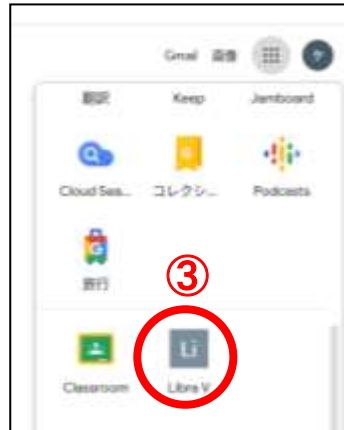 Gmail 画像 ケ
翻訳 Keep Jamboard
Cloud Sea... コレクシ... Podcasts
旅行
③
Li
Classroom Libra V